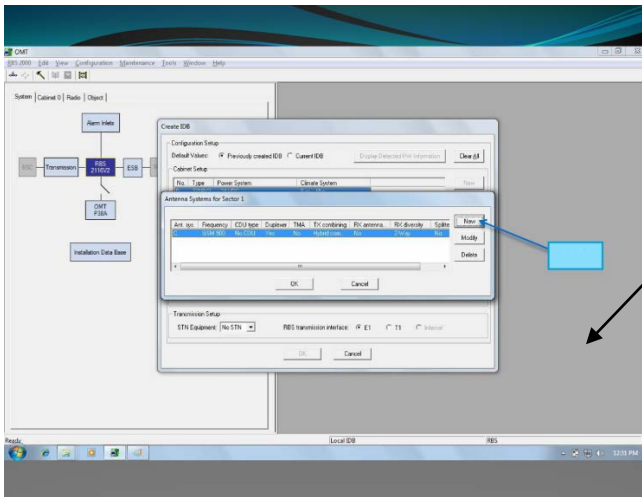 OMT
RBS 2000 Edit View Configuration Maintenance Tools Window Help
System Cabinet 0 Radio Object
Alarm Inlets
Transmission RBS 2116V2 ESB
OMT P38A
Installation Data Base
Create IDB
Configuration Setup
Default Values: Previously created IDB Current IDB Display Detected HW Information Clear All
Cabinet Setup
No. Type Power System Climate System New
Antenna Systems for Sector 1
Ant. sys. Frequency CDU type Duplexer TMA TX combining RX antenna.. RX diversity Splitte New
GSM 900 No CDU Yes No Hybrid com.. No 2-Way No
Modify
Delete
OK Cancel
Transmission Setup
STN Equipment: No STN RBS transmission interface: E1 T1 Internal
OK Cancel
Ready Local IDB RBS
12:01 PM